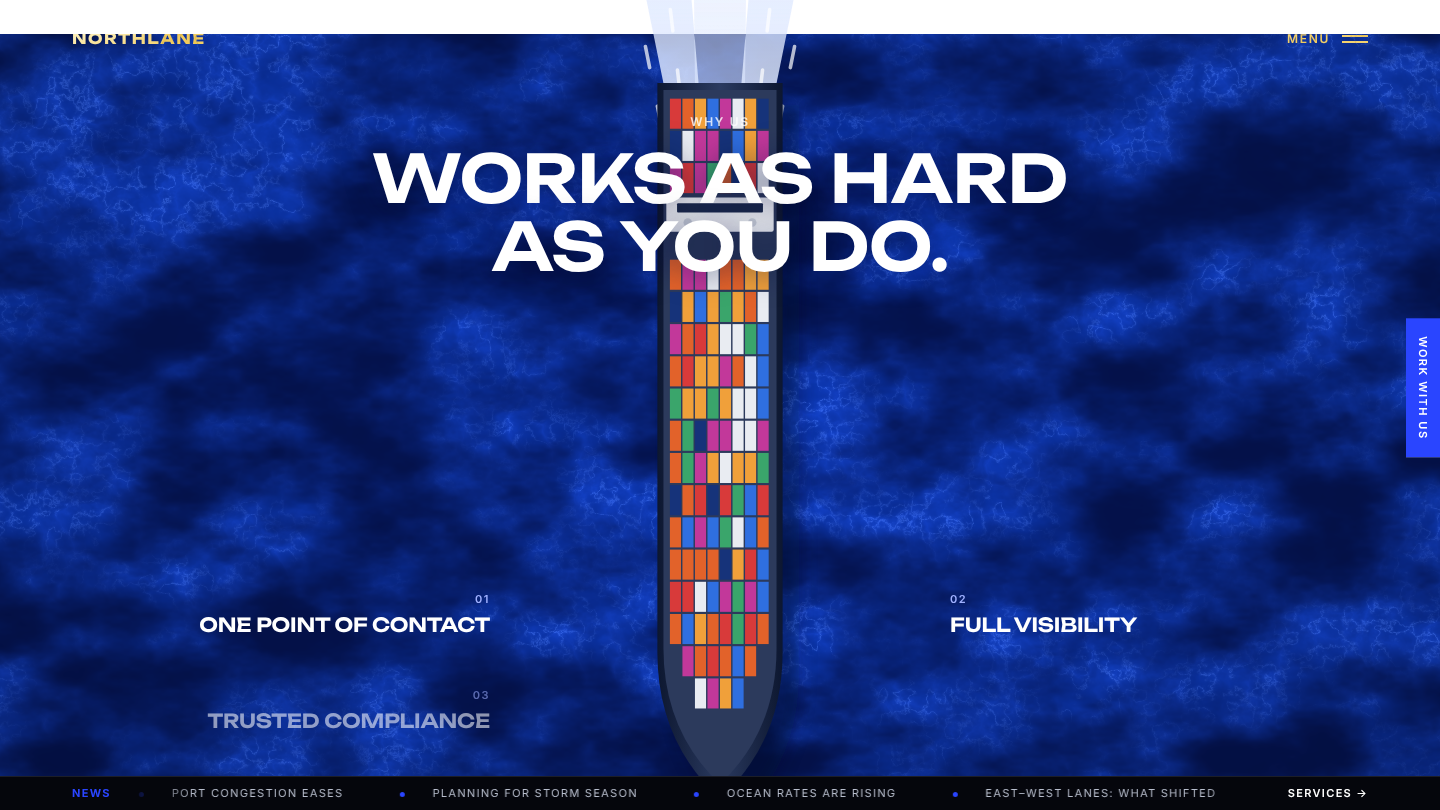 NORTHLANE
MENU
WHY US
WORKS AS HARD
AS YOU DO.
WORK WITH US
01
ONE POINT OF CONTACT
02
FULL VISIBILITY
03
TRUSTED COMPLIANCE
NEWS • PORT CONGESTION EASES • PLANNING FOR STORM SEASON • OCEAN RATES ARE RISING • EAST–WEST LANES: WHAT SHIFTED SERVICES →